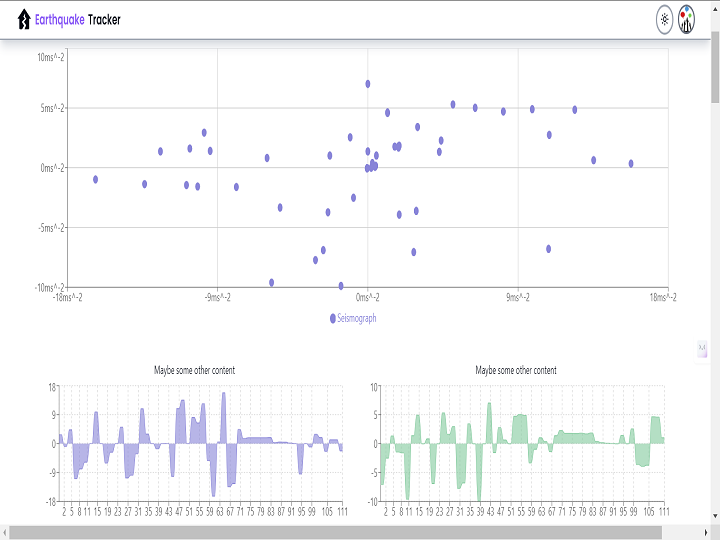 Earthquake Tracker
10ms^-2
5ms^-2
0ms^-2
-5ms^-2
-10ms^-2
-18ms^-2 -9ms^-2 0ms^-2 9ms^-2 18ms^-2
Seismograph
Maybe some other content
18
9
0
-9
-18
2 5 8 11 15 19 23 27 31 35 39 43 47 51 55 59 63 67 71 75 79 83 87 91 95 99 105 111
Maybe some other content
10
5
0
-5
-10
2 5 8 11 15 19 23 27 31 35 39 43 47 51 55 59 63 67 71 75 79 83 87 91 95 99 105 111